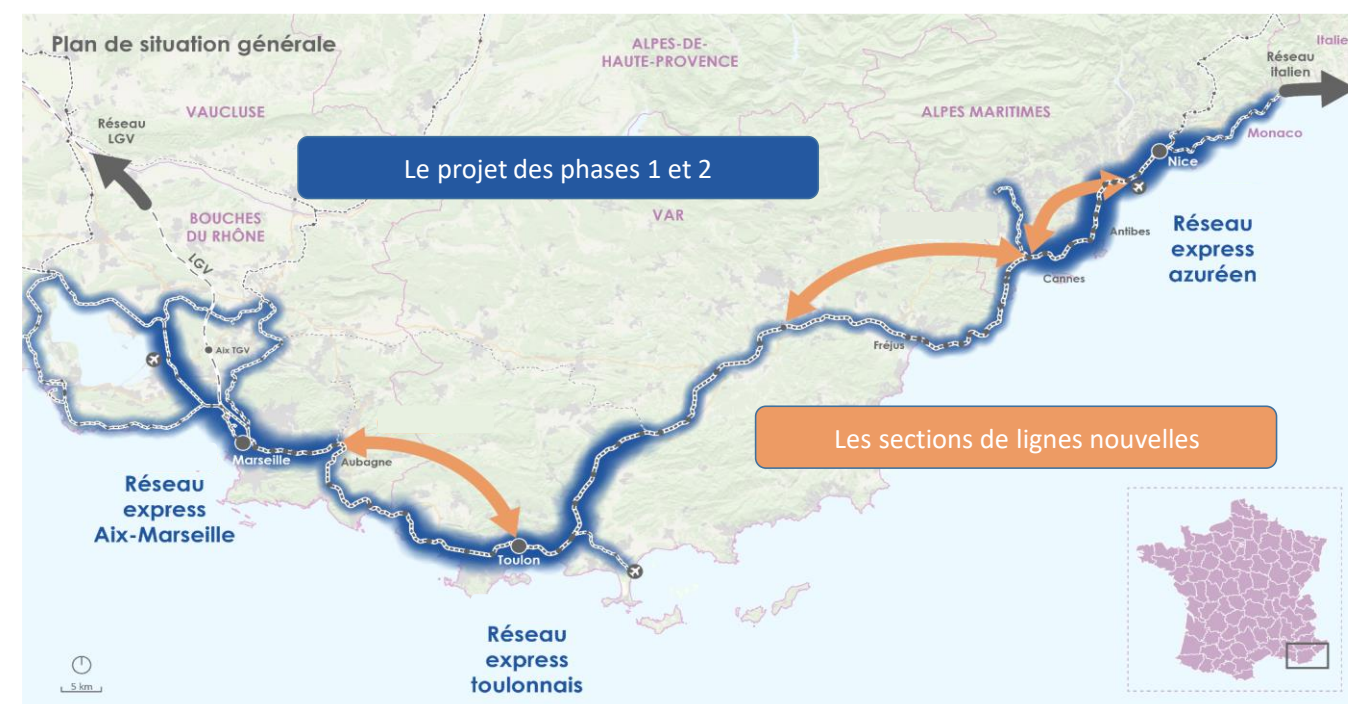 Plan de situation générale
ALPES-DE-
HAUTE-PROVENCE
Italie
Réseau
italien
VAUCLUSE
ALPES MARITIMES
Réseau
LGV
Monaco
Le projet des phases 1 et 2
Nice
BOUCHES
DU RHÔNE
VAR
Antibes
Réseau
express
azuréen
LGV
Cannes
Fréjus
Aix TGV
Les sections de lignes nouvelles
Marseille
Aubagne
Réseau
express
Aix-Marseille
Toulon
Réseau
express
toulonnais
5 km